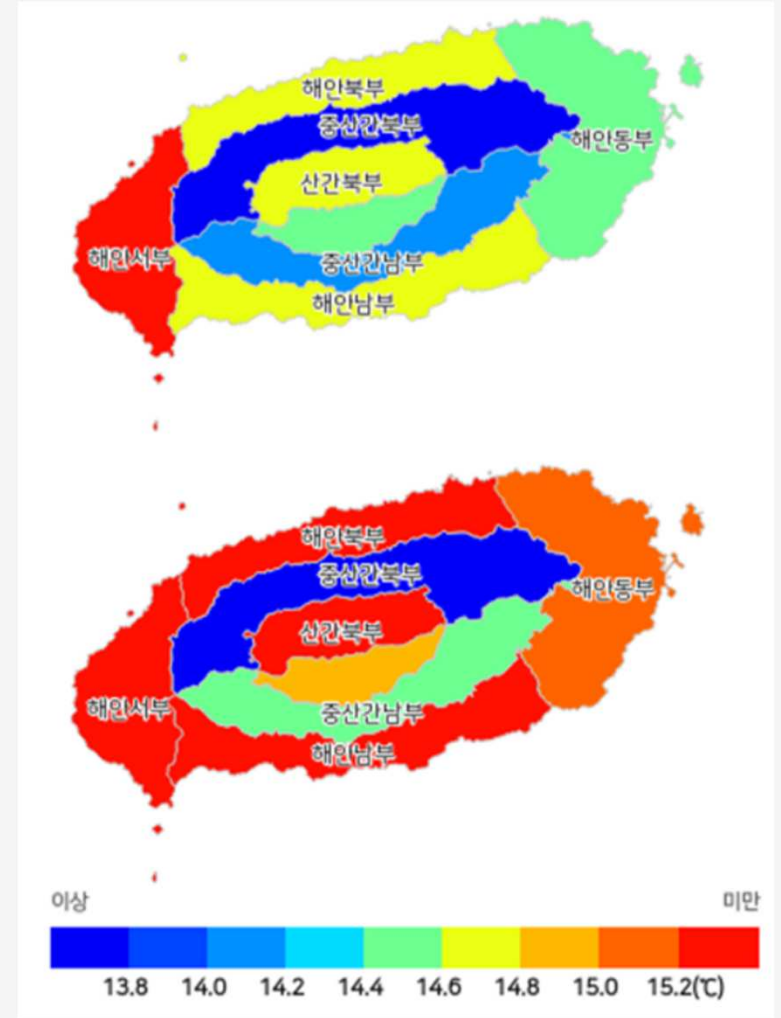 해안북부
중산간북부
해안동부
산간북부
해안서부
중산간남부
해안남부
해안북부
중산간북부
해안동부
산간북부
해안서부
중산간남부
해안남부
이상 미만
13.8 14.0 14.2 14.4 14.6 14.8 15.0 15.2(℃)